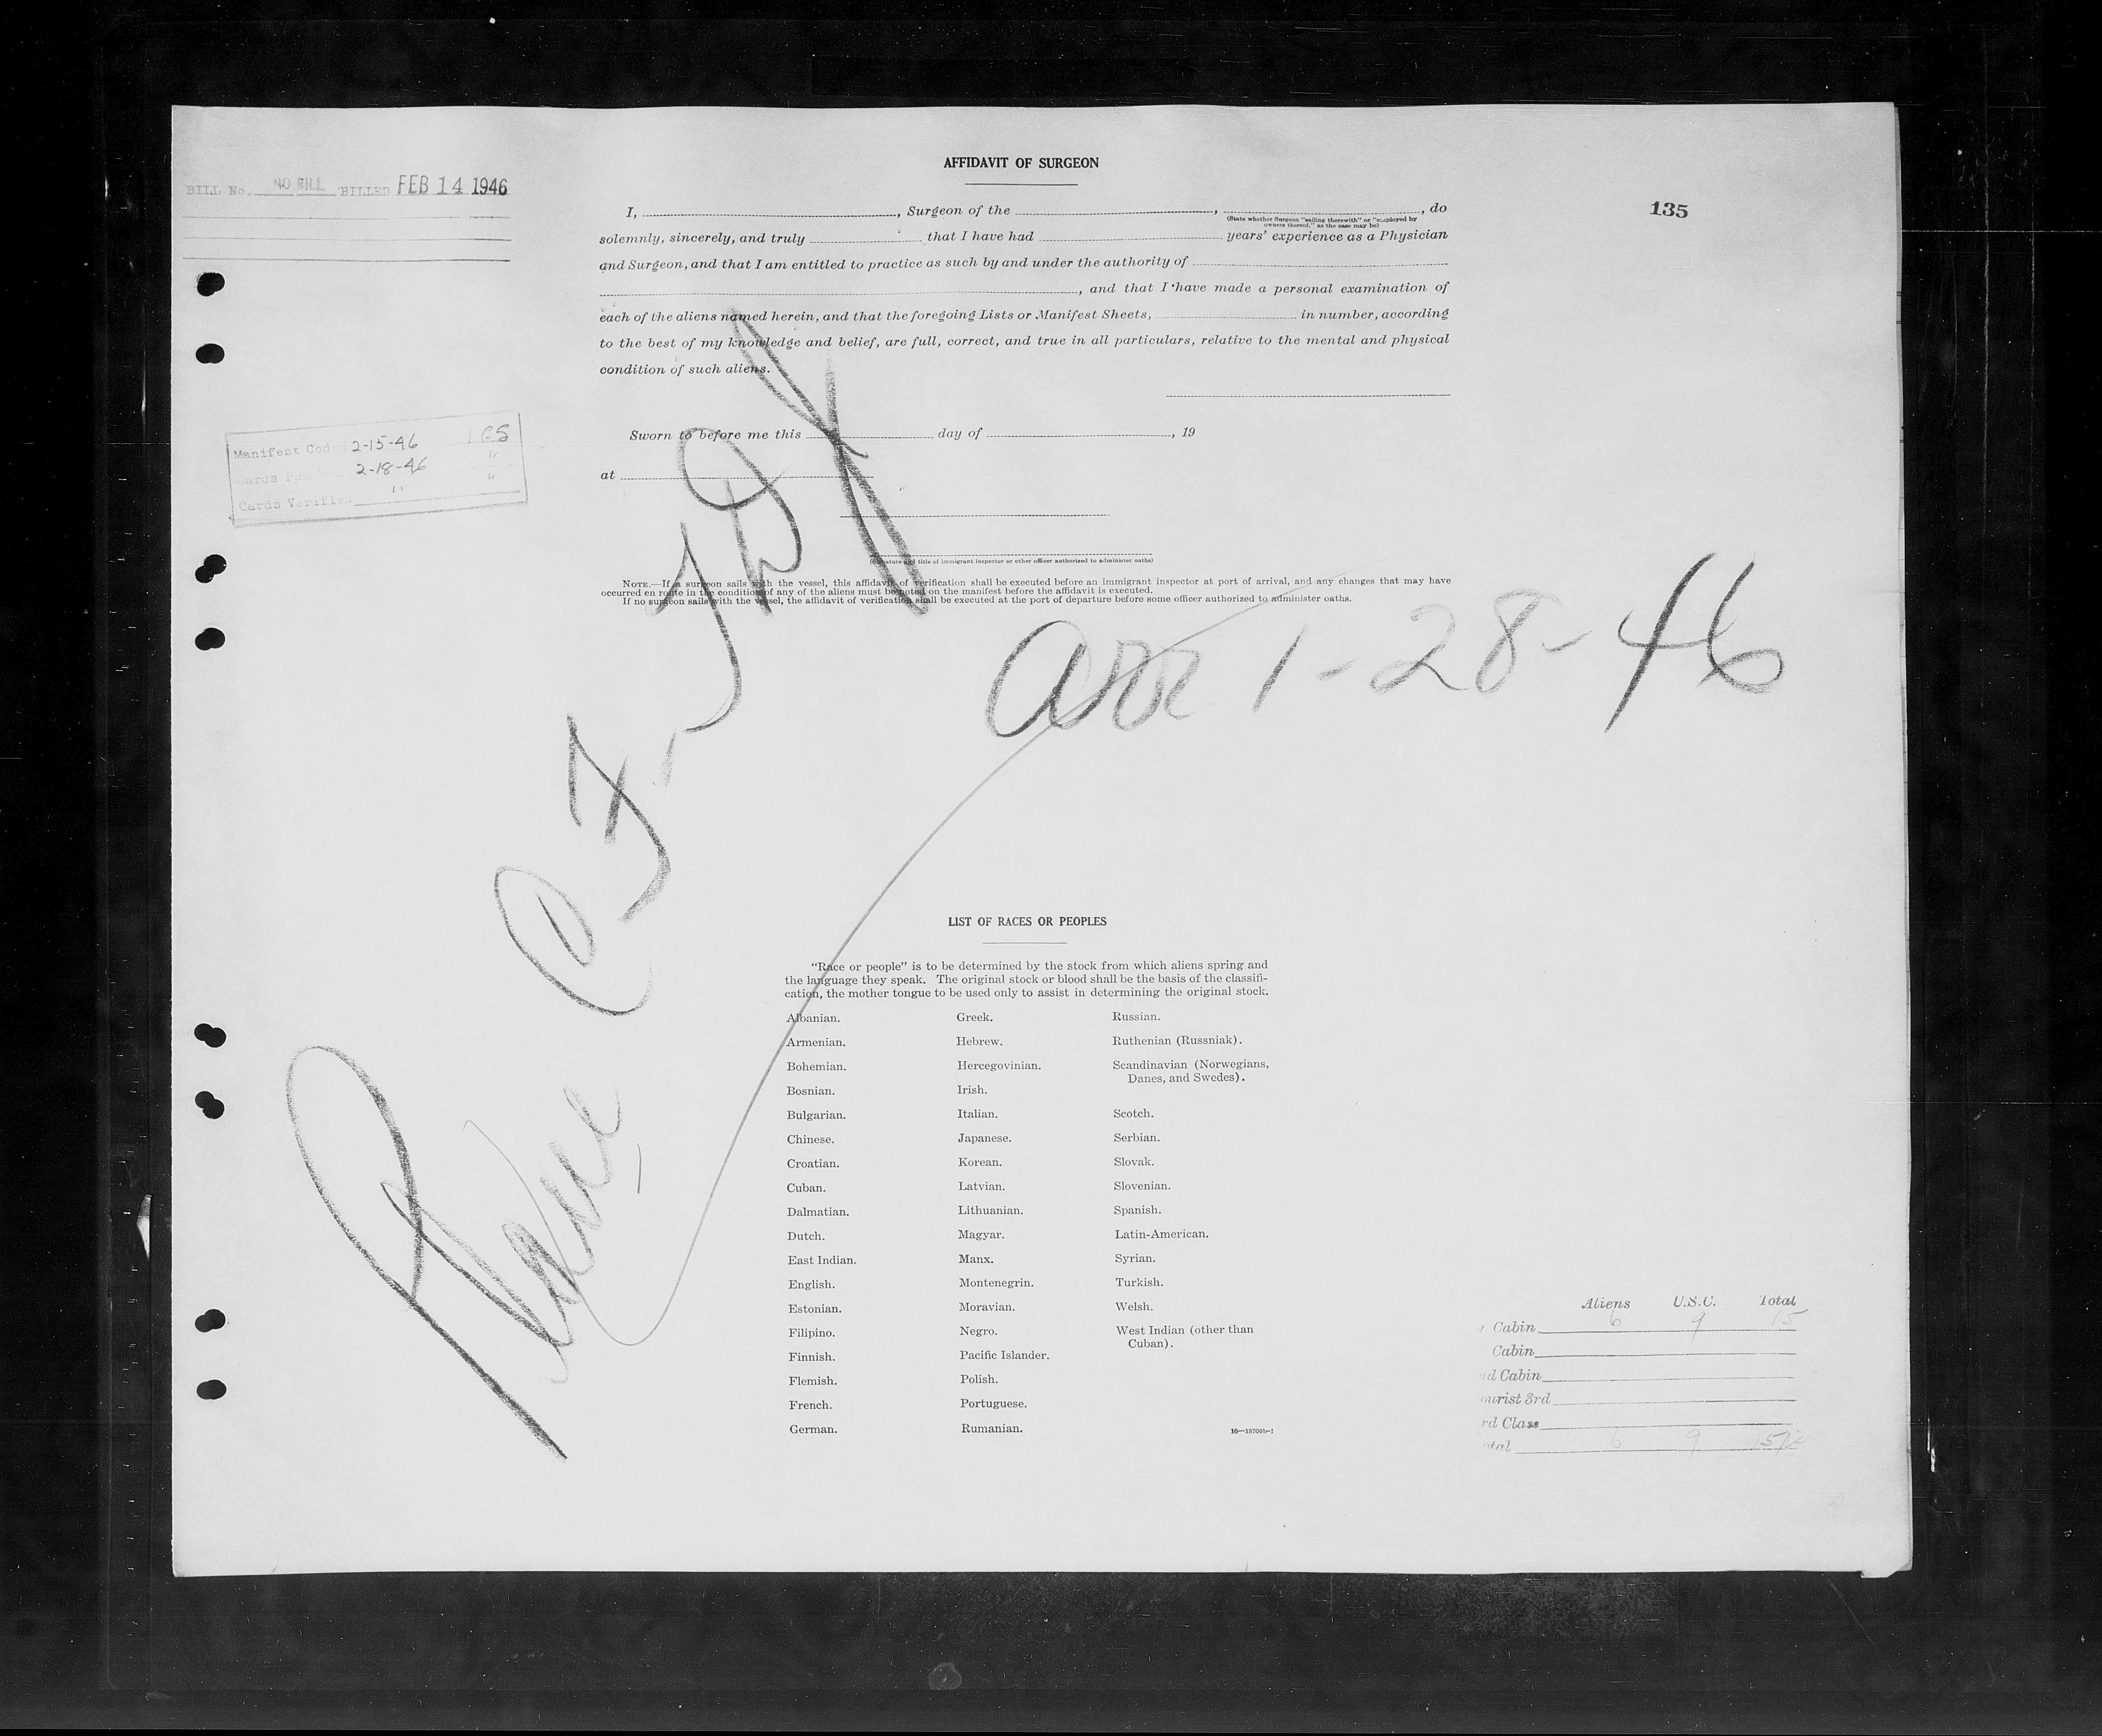 AFFIDAVIT OF SURGEON
BILL No. NO BILL BILLED FEB 14 1946
135
I, , Surgeon of the , , do
(State whether Surgeon "sailing therewith" or "employed by
owners thereof," as the case may be)
solemnly, sincerely, and truly that I have had years' experience as a Physician
and Surgeon, and that I am entitled to practice as such by and under the authority of
, and that I have made a personal examination of
each of the aliens named herein, and that the foregoing Lists or Manifest Sheets, in number, according
to the best of my knowledge and belief, are full, correct, and true in all particulars, relative to the mental and physical
condition of such aliens.
Manifest Cod 2-15-46
Cards 2-18-46 "
Cards Verified " "
Sworn to before me this day of , 19
at
(Signature and title of immigrant inspector or other officer authorized to administer oaths)
NOTE.—If a surgeon sails with the vessel, this affidavit of verification shall be executed before an immigrant inspector at port of arrival, and any changes that may have
occurred en route in the condition of any of the aliens must be noted on the manifest before the affidavit is executed.
If no surgeon sails with the vessel, the affidavit of verification shall be executed at the port of departure before some officer authorized to administer oaths.
arr 1-28-46
Plane
LIST OF RACES OR PEOPLES
"Race or people" is to be determined by the stock from which aliens spring and
the language they speak. The original stock or blood shall be the basis of the classifi-
cation, the mother tongue to be used only to assist in determining the original stock.
Albanian.
Armenian.
Bohemian.
Bosnian.
Bulgarian.
Chinese.
Croatian.
Cuban.
Dalmatian.
Dutch.
East Indian.
English.
Estonian.
Filipino.
Finnish.
Flemish.
French.
German.
Greek.
Hebrew.
Hercegovinian.
Irish.
Italian.
Japanese.
Korean.
Latvian.
Lithuanian.
Magyar.
Manx.
Montenegrin.
Moravian.
Negro.
Pacific Islander.
Polish.
Portuguese.
Rumanian.
Russian.
Ruthenian (Russniak).
Scandinavian (Norwegians,
Danes, and Swedes).
Scotch.
Serbian.
Slovak.
Slovenian.
Spanish.
Latin-American.
Syrian.
Turkish.
Welsh.
West Indian (other than
Cuban).
16—18709b-1
Aliens U.S.C. Total
Cabin 6 9 15
Cabin
nd Cabin
ourist 3rd
rd Class
otal 6 9 15